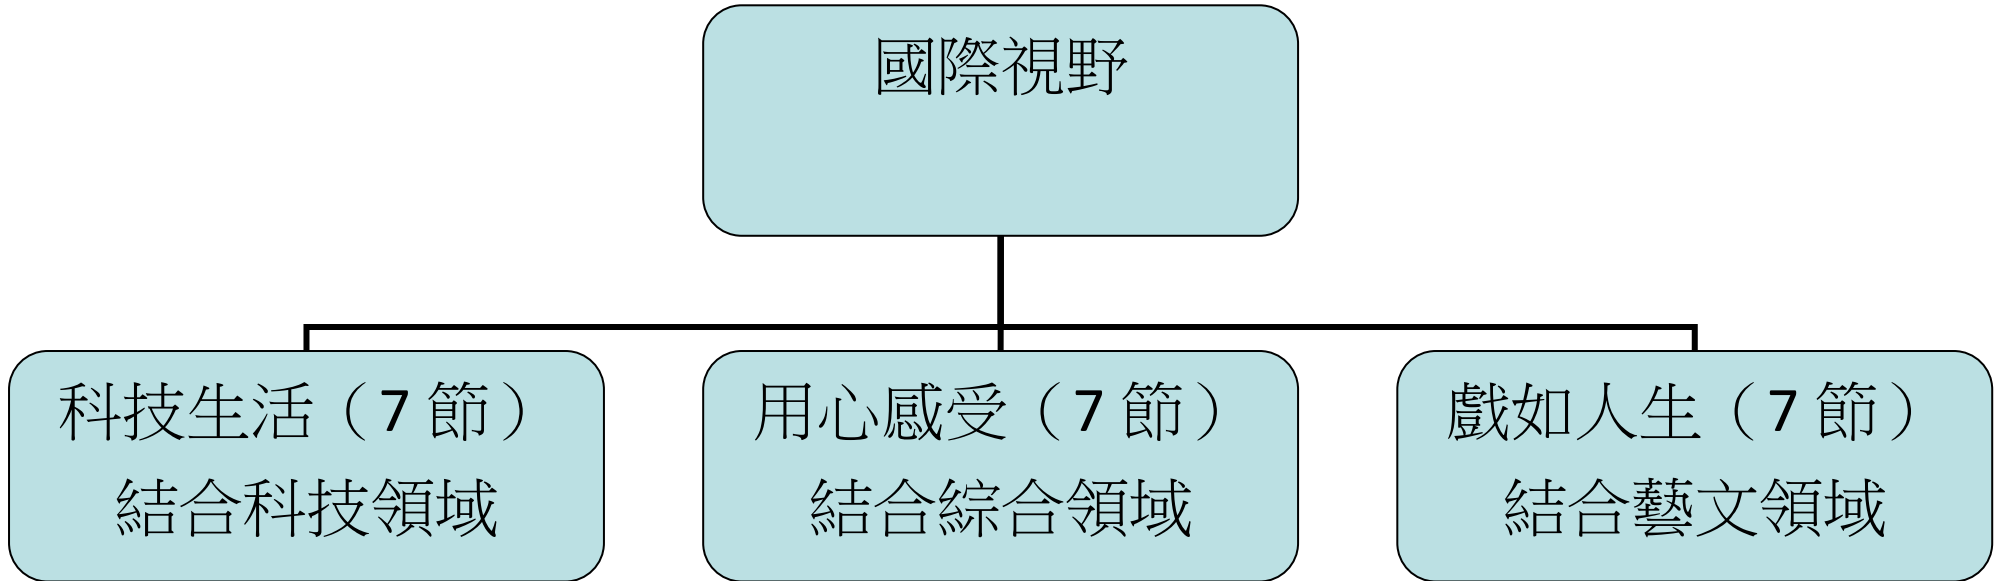 國際視野
科技生活（7 節）
結合科技領域
用心感受（7 節）
結合綜合領域
戲如人生（7 節）
結合藝文領域